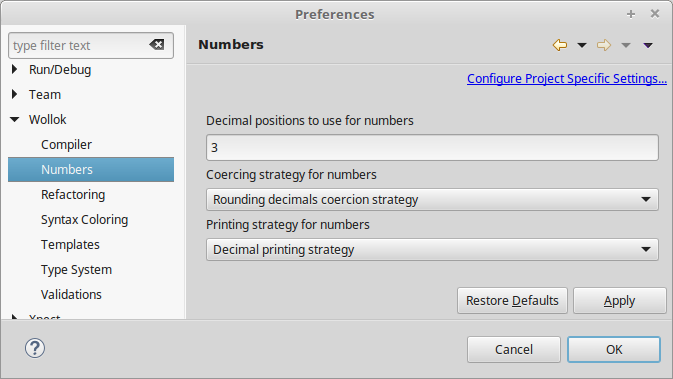 Preferences
type filter text
Numbers
Run/Debug
Team
Wollok
Compiler
Numbers
Refactoring
Syntax Coloring
Templates
Type System
Validations
Xpect
Configure Project Specific Settings...
Decimal positions to use for numbers
3
Coercing strategy for numbers
Rounding decimals coercion strategy
Printing strategy for numbers
Decimal printing strategy
Restore Defaults
Apply
Cancel
OK